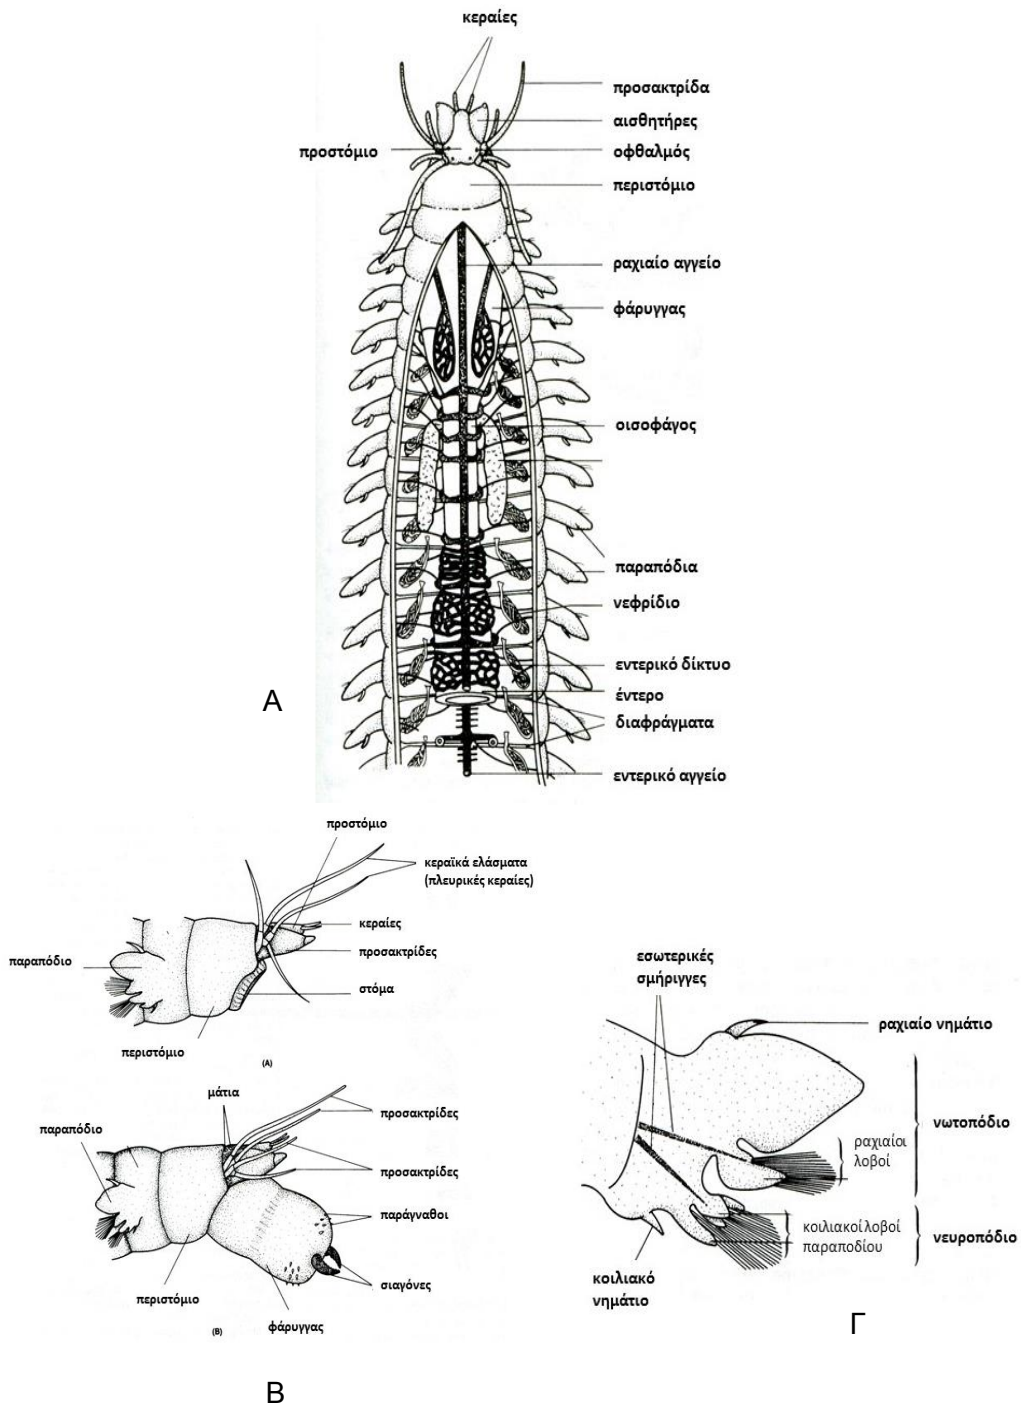 κεραίες
προσακτρίδα
αισθητήρες
προστόμιο
οφθαλμός
περιστόμιο
ραχιαίο αγγείο
φάρυγγας
οισοφάγος
παραπόδια
νεφρίδιο
εντερικό δίκτυο
έντερο
διαφράγματα
εντερικό αγγείο
A
προστόμιο
κεραϊκά ελάσματα
(πλευρικές κεραίες)
κεραίες
προσακτρίδες
παραπόδιο
στόμα
περιστόμιο
(A)
μάτια
προσακτρίδες
παραπόδιο
προσακτρίδες
παράγναθοι
σιαγόνες
περιστόμιο
φάρυγγας
(B)
B
εσωτερικές
σμήριγγες
ραχιαίο νημάτιο
νωτοπόδιο
ραχιαίοι
λοβοί
κοιλιακοί λοβοί
παραποδίου
νευροπόδιο
κοιλιακό
νημάτιο
Γ